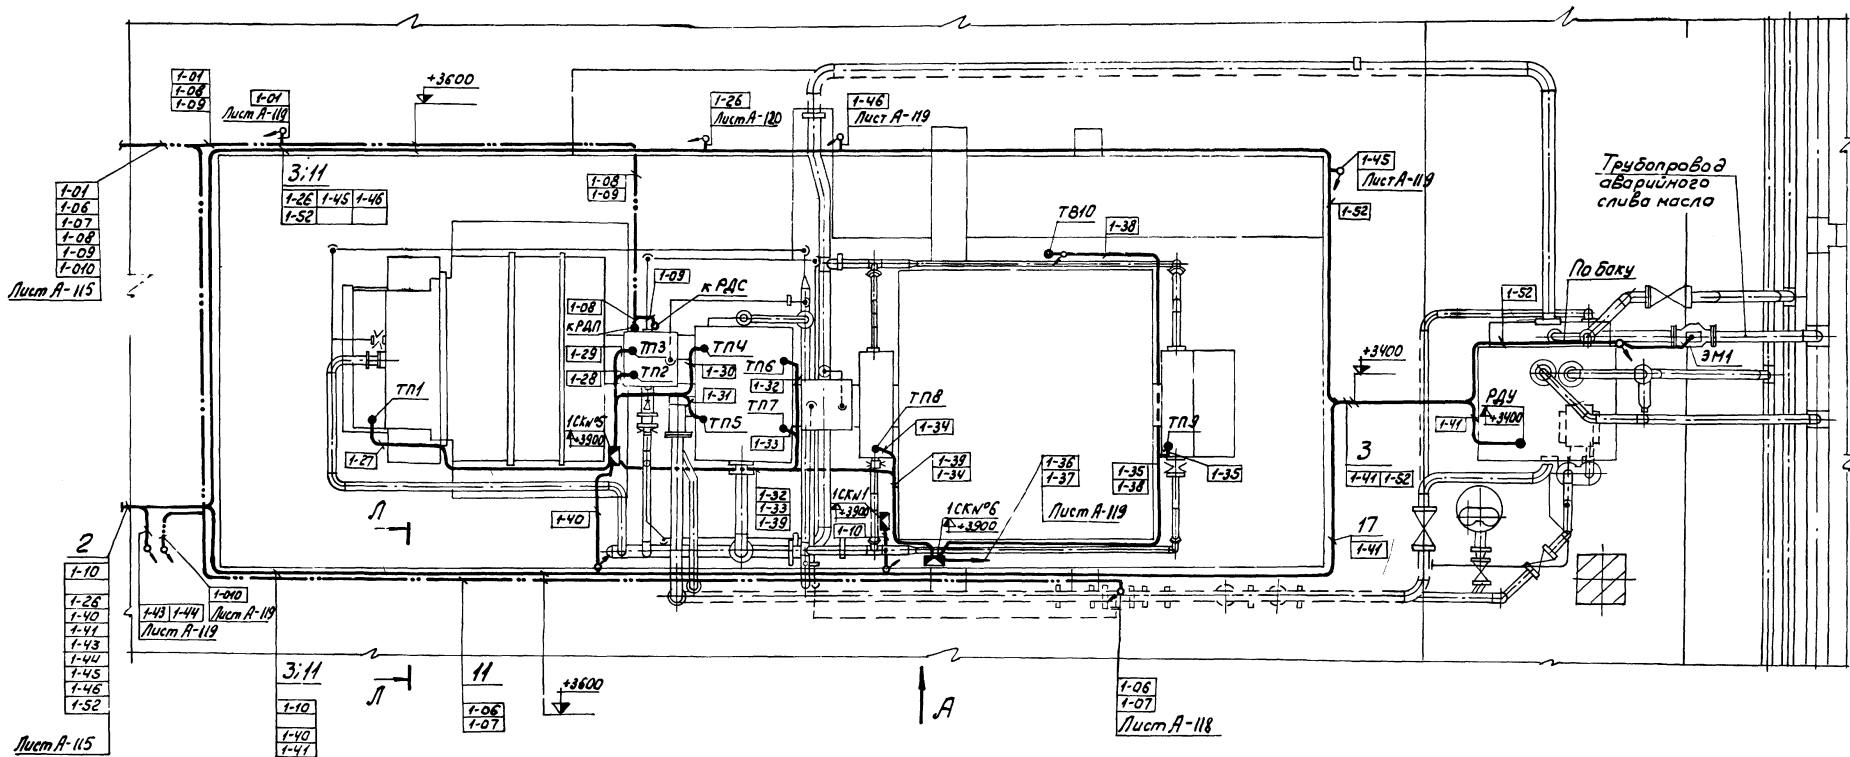 1-01
1-08
1-09
1-01
Лист А-119
+3600
1-26
Лист А-120
1-46
Лист А-119
3;11
1-26 1-45 1-46
1-52
1-08
1-09
1-45
Лист А-119
1-52
Трубопровод
аварийного
слива масла
1-01
1-06
1-07
1-08
1-09
1-010
Лист А-115
ТВ10
1-38
1-09
к РДС
1-08
к РДП
По баку
1-52
ЭМ1
1-29
ТП3
ТП4
1-28
ТП2
1-30
ТП6
1-32
+3400
ТП1
1-31
ТП5
ТП7
1-33
ТП8
1-34
ТП9
РДУ
+3400
1-41
1СК№5
+3900
1-27
1-39
1-34
1-36
1-37
Лист А-119
1-35
1-38
1-35
3
1-41 1-52
Л
1-40
1-32
1-33
1-39
1СК№1
+3900
1-10
1СК№6
+3900
17
1-41
2
1-10
1-26
1-40
1-41
1-43
1-44
1-45
1-46
1-52
Лист А-115
1-43 1-44
Лист А-119
1-010
Лист А-119
3;11
1-10
1-40
1-41
Л
11
1-06
1-07
+3600
А
1-06
1-07
Лист А-118